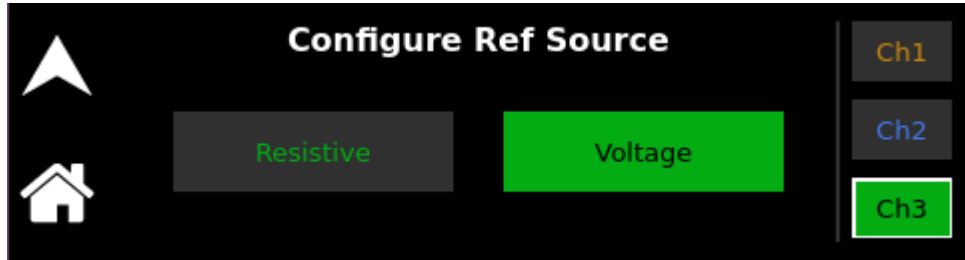 Configure Ref Source
Resistive
Voltage
Ch1
Ch2
Ch3